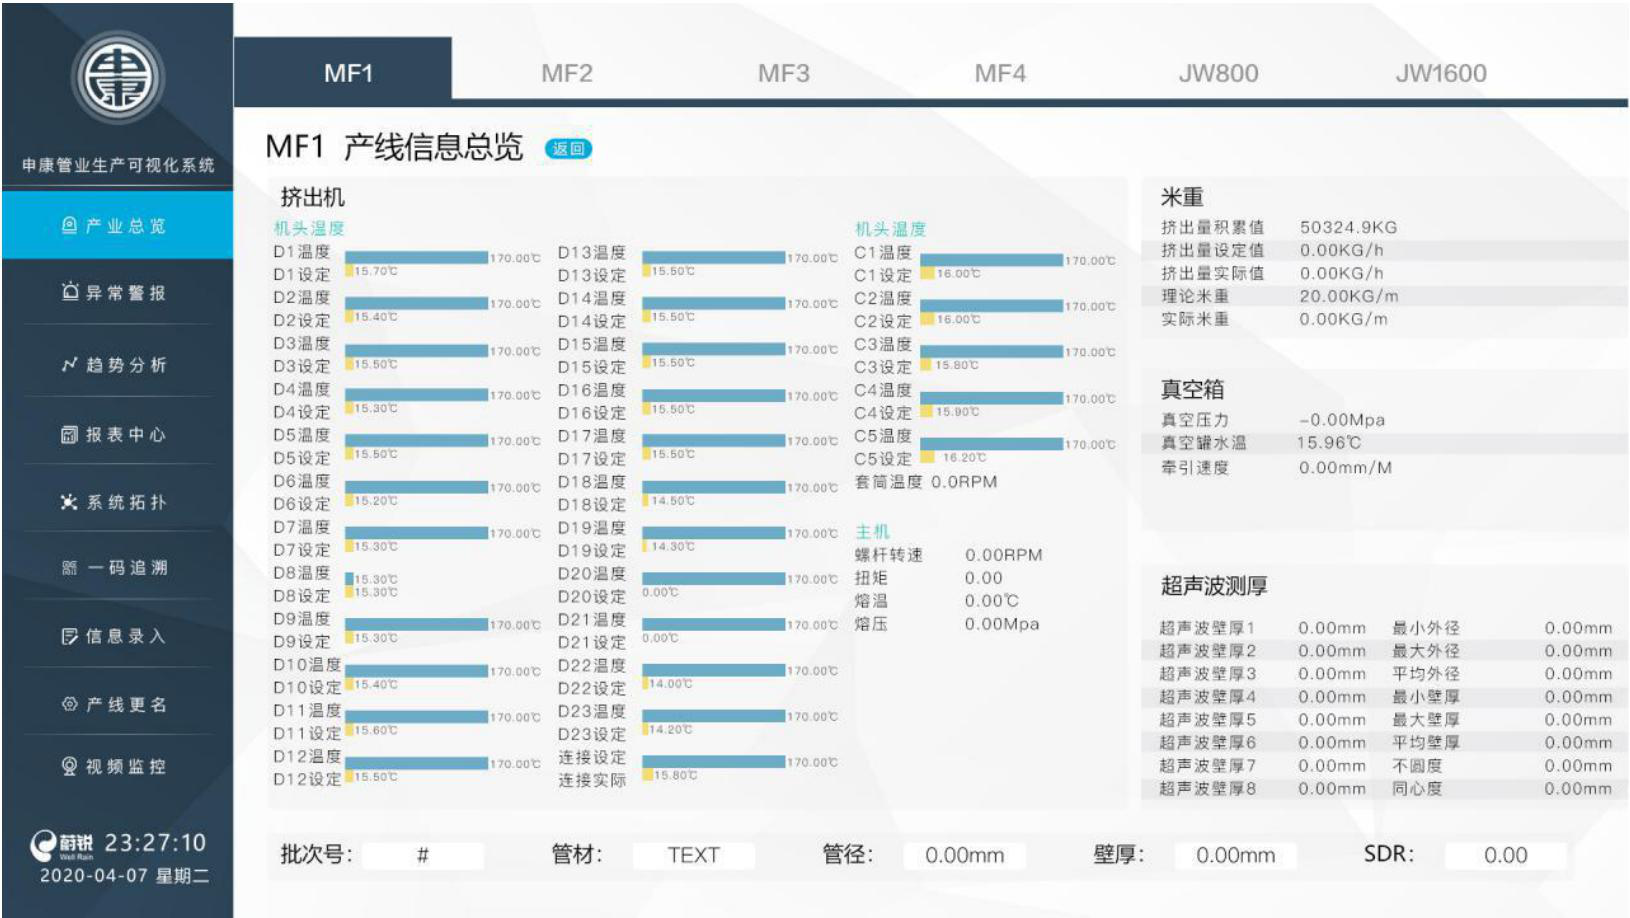 申康管业生产可视化系统
产业总览
异常警报
趋势分析
报表中心
系统拓扑
一码追溯
信息录入
产线更名
视频监控
蔚锐 23:27:10
Well Rain
2020-04-07 星期二
MF1 MF2 MF3 MF4 JW800 JW1600
MF1 产线信息总览 返回
挤出机
机头温度
D1温度 170.00℃
D1设定 15.70℃
D2温度 170.00℃
D2设定 15.40℃
D3温度 170.00℃
D3设定 15.50℃
D4温度 170.00℃
D4设定 15.30℃
D5温度 170.00℃
D5设定 15.50℃
D6温度 170.00℃
D6设定 15.20℃
D7温度 170.00℃
D7设定 15.30℃
D8温度 15.30℃
D8设定 15.30℃
D9温度 170.00℃
D9设定 15.30℃
D10温度 170.00℃
D10设定 15.40℃
D11温度 170.00℃
D11设定 15.60℃
D12温度 170.00℃
D12设定 15.50℃
D13温度 170.00℃
D13设定 15.50℃
D14温度 170.00℃
D14设定 15.50℃
D15温度 170.00℃
D15设定 15.50℃
D16温度 170.00℃
D16设定 15.50℃
D17温度 170.00℃
D17设定 15.50℃
D18温度 170.00℃
D18设定 14.50℃
D19温度 170.00℃
D19设定 14.30℃
D20温度 170.00℃
D20设定 0.00℃
D21温度 170.00℃
D21设定 0.00℃
D22温度 170.00℃
D22设定 14.00℃
D23温度 170.00℃
D23设定 14.20℃
连接设定 170.00℃
连接实际 15.80℃
机头温度
C1温度 170.00℃
C1设定 16.00℃
C2温度 170.00℃
C2设定 16.00℃
C3温度 170.00℃
C3设定 15.80℃
C4温度 170.00℃
C4设定 15.90℃
C5温度 170.00℃
C5设定 16.20℃
套筒温度 0.0RPM
主机
螺杆转速 0.00RPM
扭矩 0.00
熔温 0.00℃
熔压 0.00Mpa
米重
挤出量积累值 50324.9KG
挤出量设定值 0.00KG/h
挤出量实际值 0.00KG/h
理论米重 20.00KG/m
实际米重 0.00KG/m
真空箱
真空压力 -0.00Mpa
真空罐水温 15.96℃
牵引速度 0.00mm/M
超声波测厚
超声波壁厚1 0.00mm 最小外径 0.00mm
超声波壁厚2 0.00mm 最大外径 0.00mm
超声波壁厚3 0.00mm 平均外径 0.00mm
超声波壁厚4 0.00mm 最小壁厚 0.00mm
超声波壁厚5 0.00mm 最大壁厚 0.00mm
超声波壁厚6 0.00mm 平均壁厚 0.00mm
超声波壁厚7 0.00mm 不圆度 0.00mm
超声波壁厚8 0.00mm 同心度 0.00mm
批次号: # 管材: TEXT 管径: 0.00mm 壁厚: 0.00mm SDR: 0.00